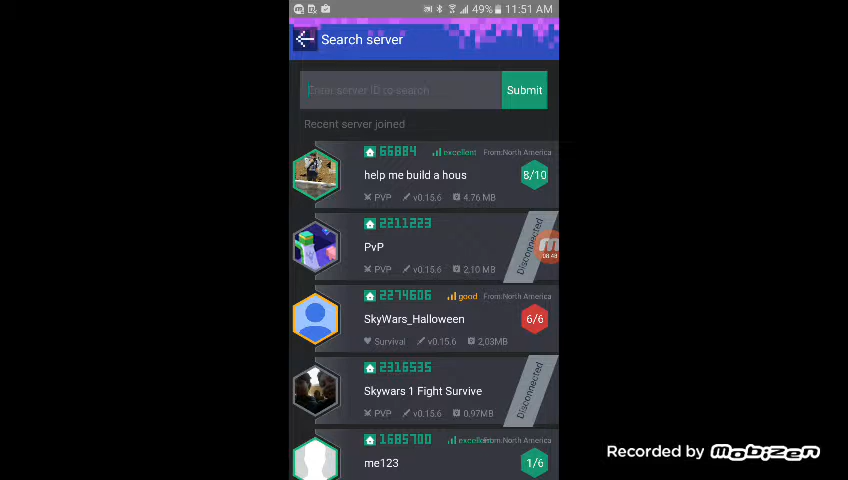 49% 11:51 AM
Search server
Enter server ID to search
Submit
Recent server joined
66884 excellent From:North America
help me build a hous
8/10
PVP v0.15.6 4.76 MB
2211223
PvP
Disconnected
PVP v0.15.6 2,10 MB
08:48
2274606 good From:North America
SkyWars_Halloween
6/6
Survival v0.15.6 2,03MB
2316535
Skywars 1 Fight Survive
Disconnected
PVP v0.15.6 0.97MB
1685700 excellent From:North America
me123
1/6
Recorded by mobizen